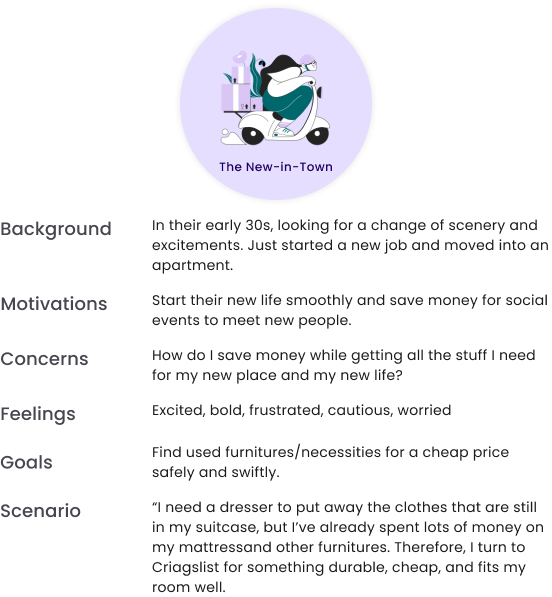 The New-in-Town
Background
In their early 30s, looking for a change of scenery and
excitements. Just started a new job and moved into an
apartment.
Motivations
Start their new life smoothly and save money for social
events to meet new people.
Concerns
How do I save money while getting all the stuff I need
for my new place and my new life?
Feelings
Excited, bold, frustrated, cautious, worried
Goals
Find used furnitures/necessities for a cheap price
safely and swiftly.
Scenario
“I need a dresser to put away the clothes that are still
in my suitcase, but I’ve already spent lots of money on
my mattressand other furnitures. Therefore, I turn to
Criagslist for something durable, cheap, and fits my
room well.